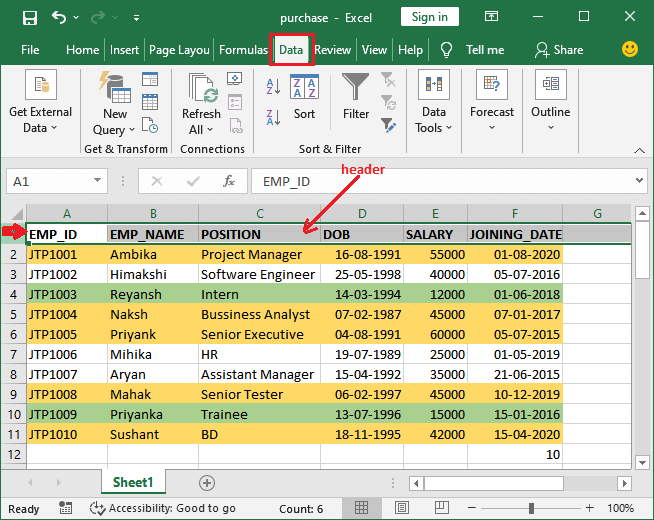 purchase - Excel
Sign in
File Home Insert Page Layou Formulas Data Review View Help Tell me Share
Get External Data
New Query
Refresh All
Sort
Filter
Data Tools
Forecast
Outline
Get & Transform Connections Sort & Filter
header
A1 fx EMP_ID
A B C D E F G
EMP_ID EMP_NAME POSITION DOB SALARY JOINING_DATE
2 JTP1001 Ambika Project Manager 16-08-1991 55000 01-08-2020
3 JTP1002 Himakshi Software Engineer 25-05-1998 40000 05-07-2016
4 JTP1003 Reyansh Intern 14-03-1994 12000 01-06-2018
5 JTP1004 Naksh Bussiness Analyst 07-02-1987 45000 07-01-2017
6 JTP1005 Priyank Senior Executive 04-08-1991 60000 05-07-2015
7 JTP1006 Mihika HR 19-07-1989 25000 01-05-2019
8 JTP1007 Aryan Assistant Manager 15-04-1992 35000 21-06-2015
9 JTP1008 Mahak Senior Tester 06-02-1997 45000 10-12-2019
10 JTP1009 Priyanka Trainee 13-07-1996 15000 15-01-2016
11 JTP1010 Sushant BD 18-11-1995 42000 15-04-2020
12 10
Sheet1
Ready Accessibility: Good to go Count: 6 100%